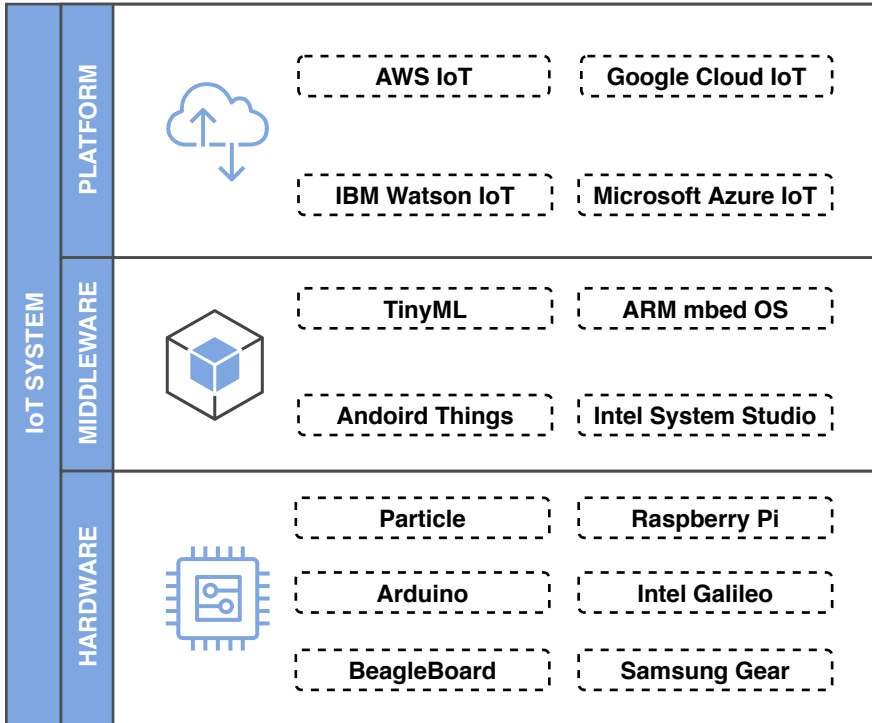 IoT SYSTEM
PLATFORM
AWS IoT
Google Cloud IoT
IBM Watson IoT
Microsoft Azure IoT
MIDDLEWARE
TinyML
ARM mbed OS
Andoird Things
Intel System Studio
HARDWARE
Particle
Raspberry Pi
Arduino
Intel Galileo
BeagleBoard
Samsung Gear